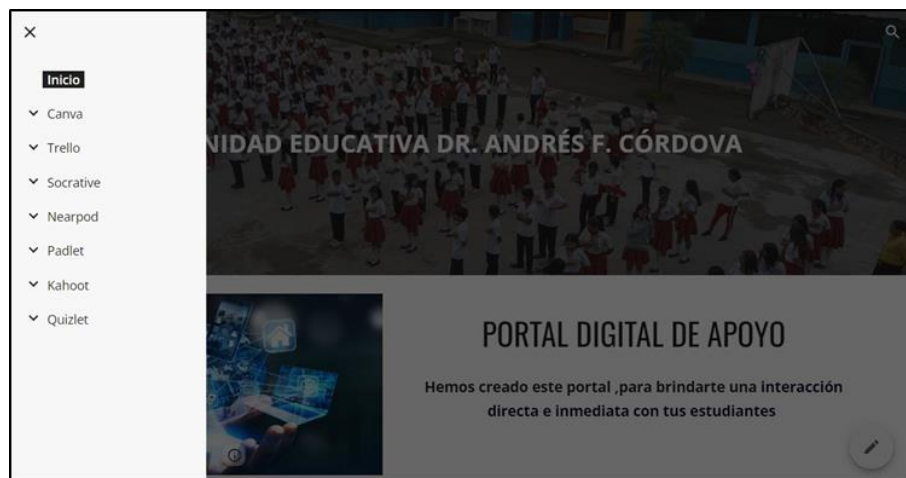 Inicio
Canva
Trello
Socrative
Nearpod
Padlet
Kahoot
Quizlet
NIDAD EDUCATIVA DR. ANDRÉS F. CÓRDOVA
PORTAL DIGITAL DE APOYO
Hemos creado este portal ,para brindarte una interacción
directa e inmediata con tus estudiantes